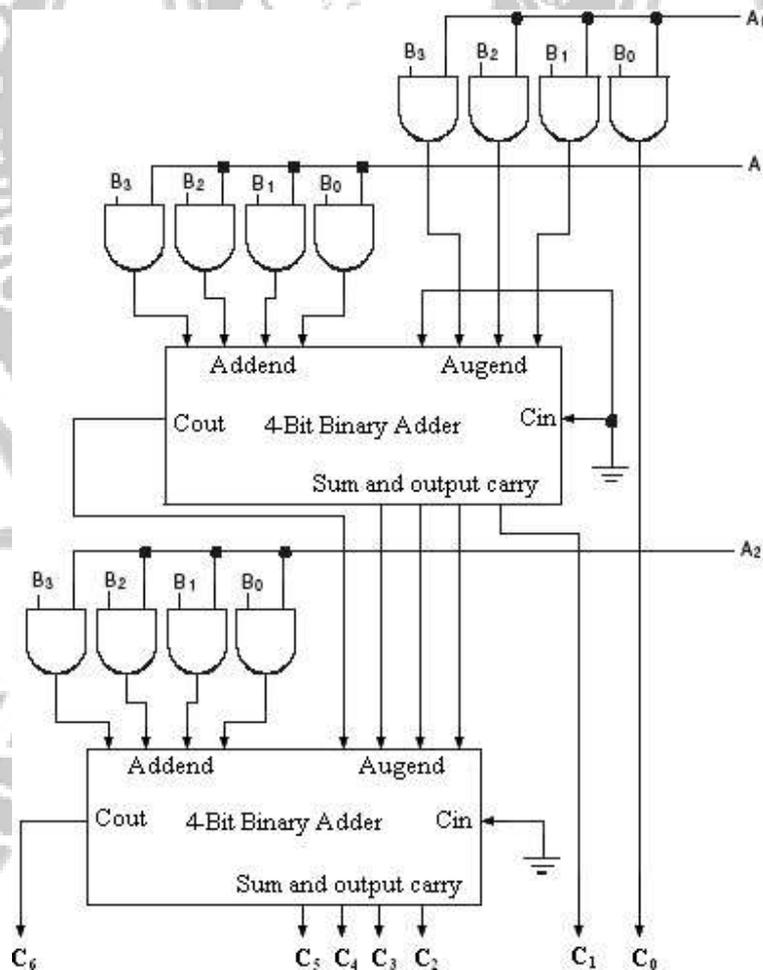 A
B3 B2 B1 B0
A
B3 B2 B1 B0
Addend Augend
Cout 4-Bit Binary Adder Cin
Sum and output carry
A2
B3 B2 B1 B0
Addend Augend
Cout 4-Bit Binary Adder Cin
Sum and output carry
C6 C5 C4 C3 C2 C1 C0